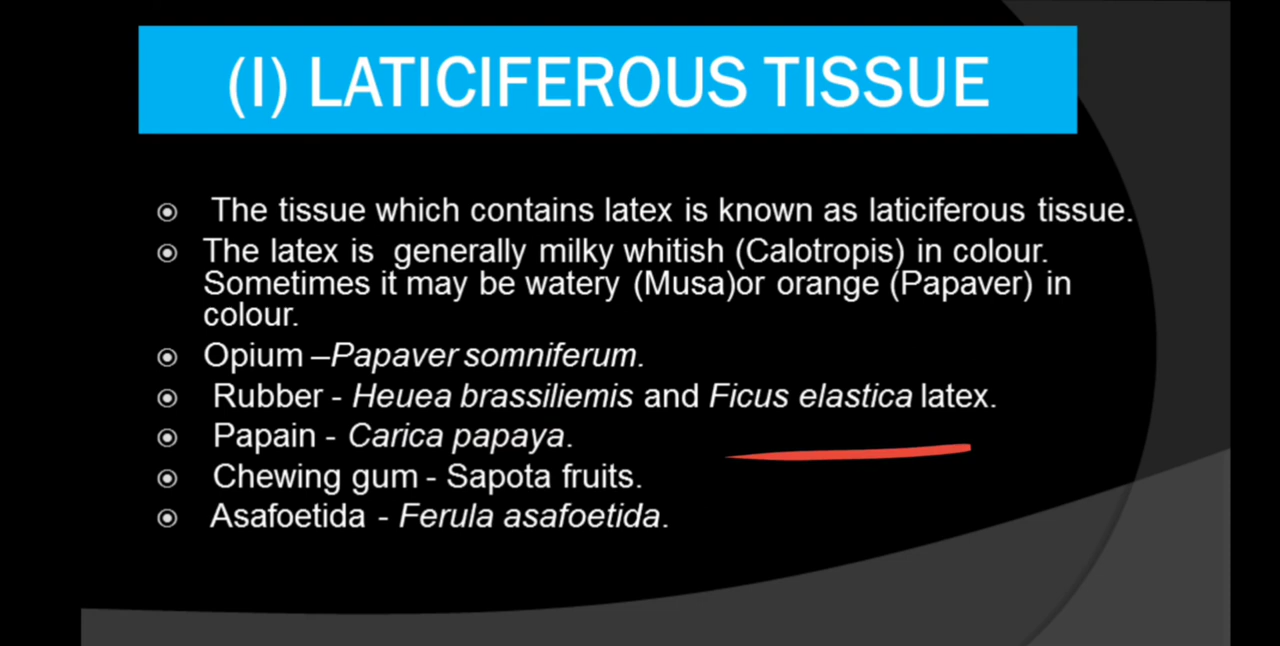 (I) LATICIFEROUS TISSUE
The tissue which contains latex is known as laticiferous tissue.
The latex is generally milky whitish (Calotropis) in colour.
Sometimes it may be watery (Musa)or orange (Papaver) in
colour.
Opium –Papaver somniferum.
Rubber - Heuea brassiliemis and Ficus elastica latex.
Papain - Carica papaya.
Chewing gum - Sapota fruits.
Asafoetida - Ferula asafoetida.